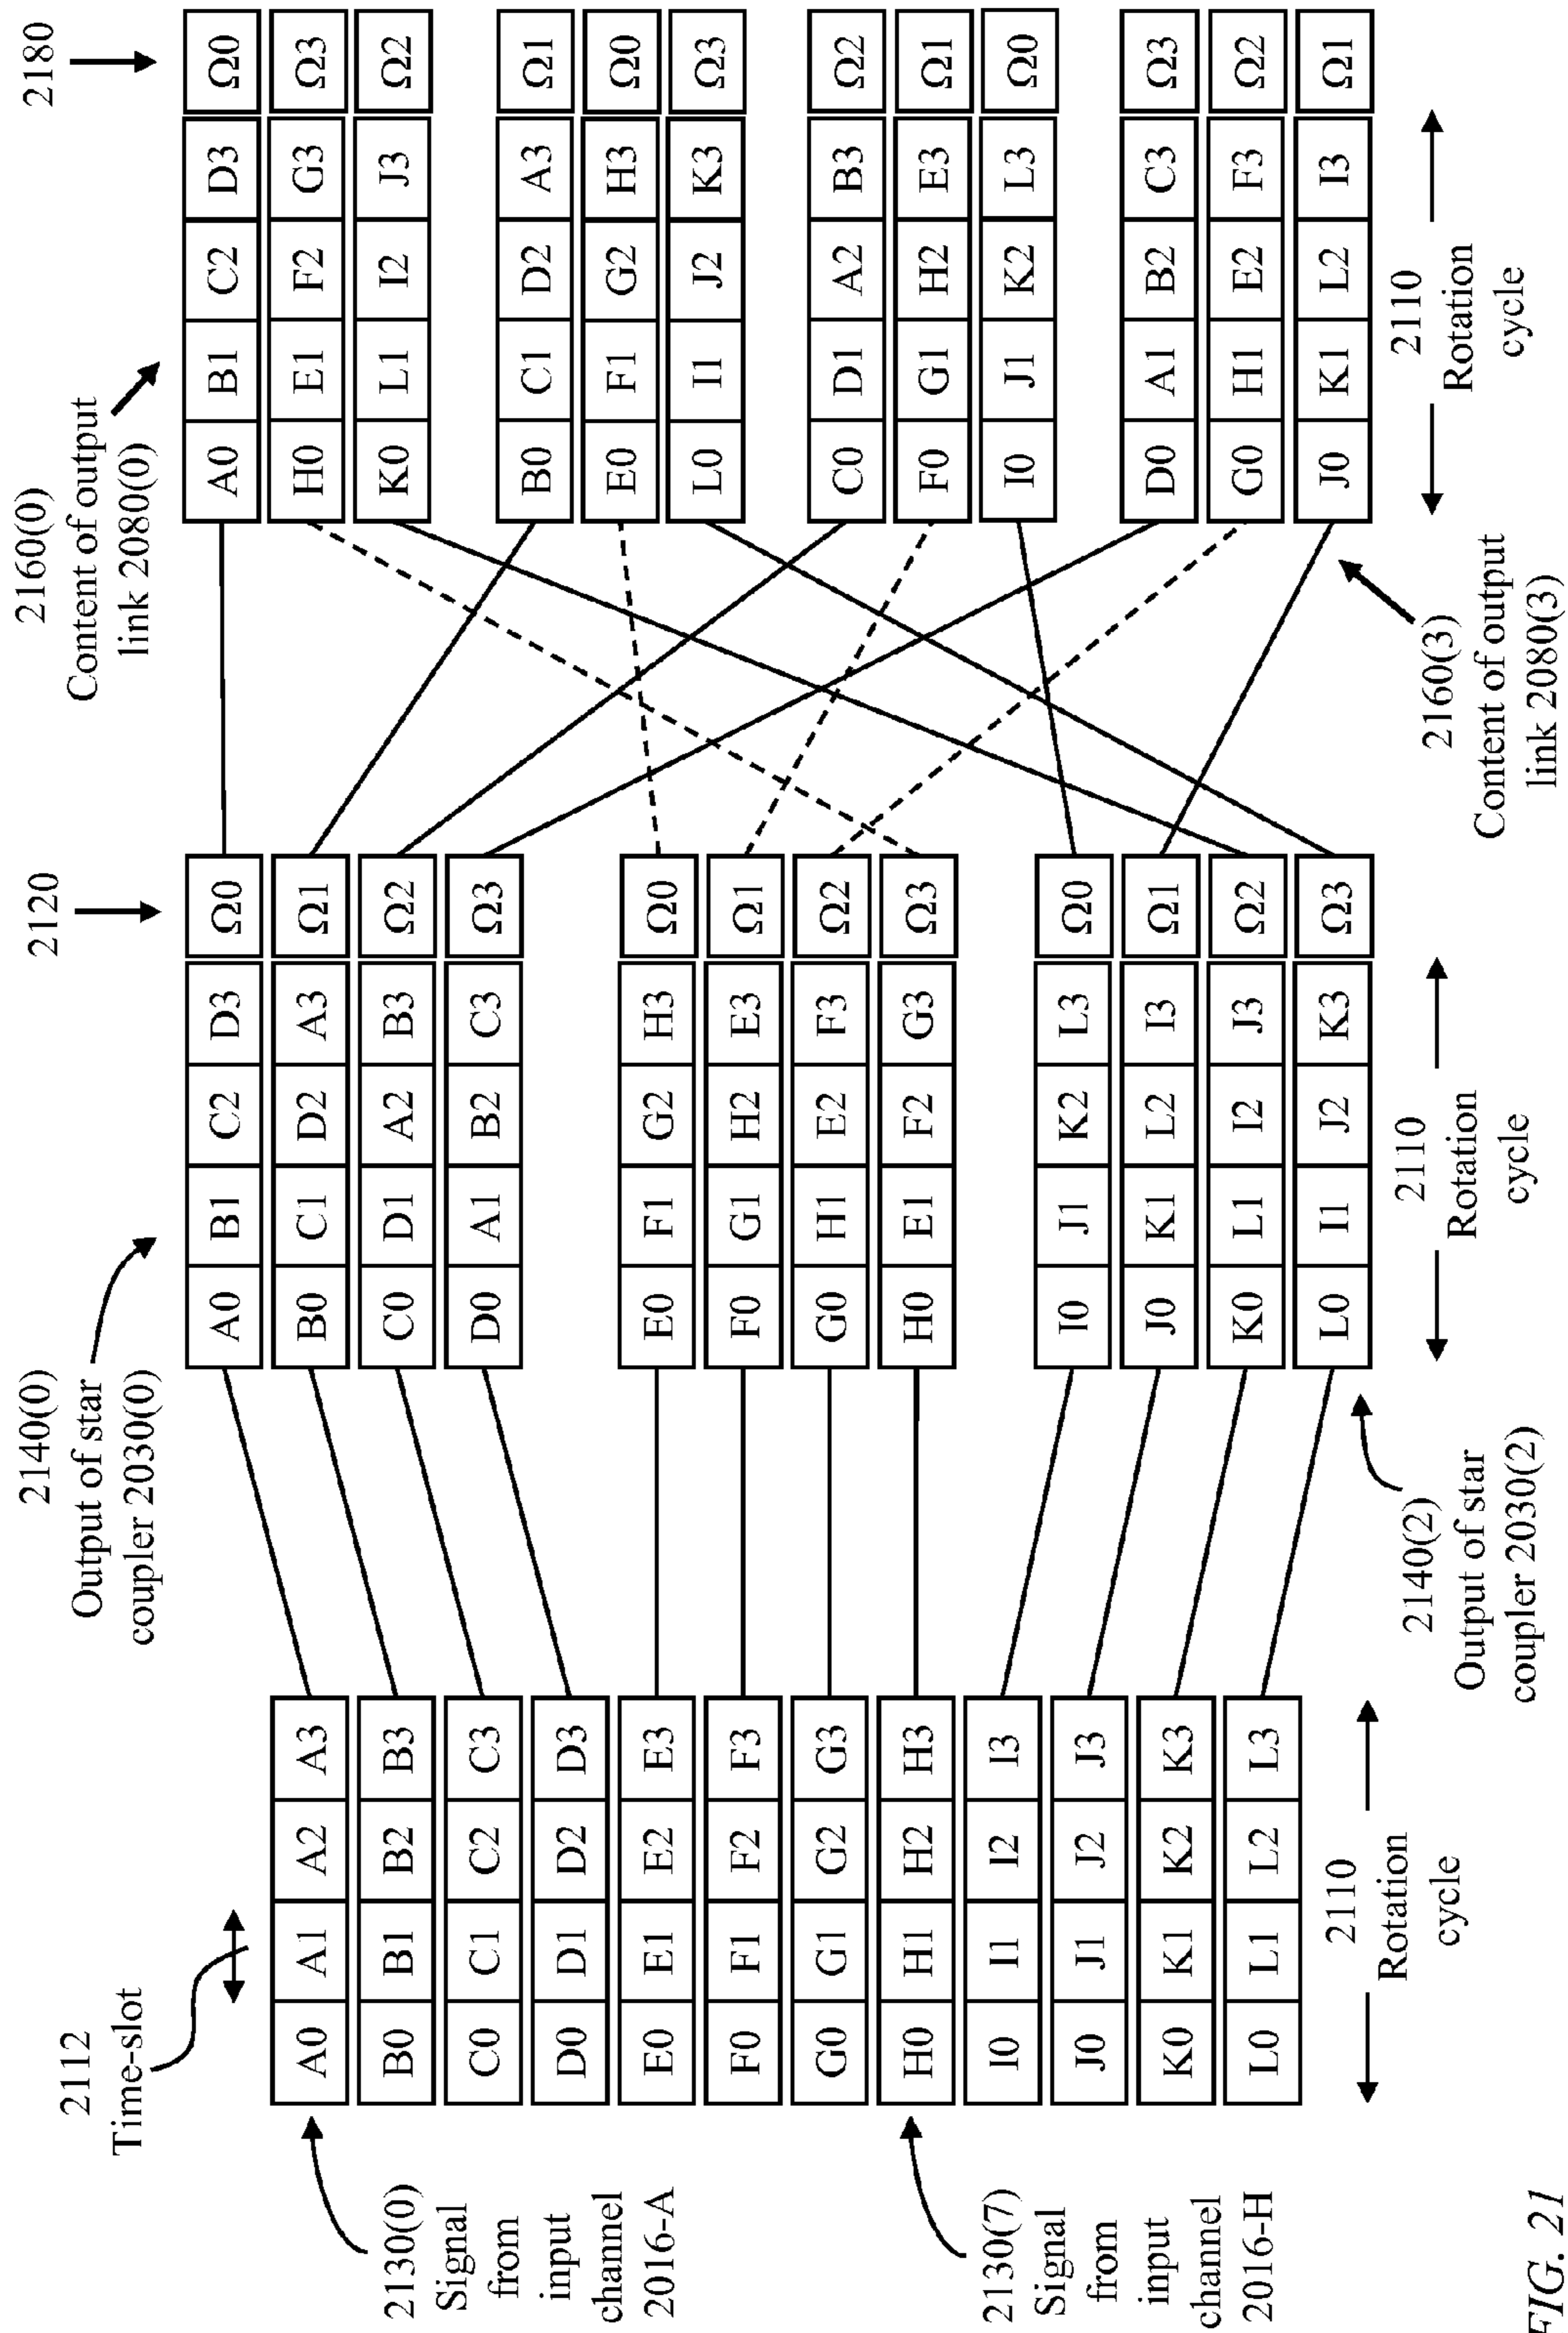 2112
Time-slot
2130(0)
Signal
from
input
channel
2016-A
2130(7)
Signal
from
input
channel
2016-H
A0 A1 A2 A3
B0 B1 B2 B3
C0 C1 C2 C3
D0 D1 D2 D3
E0 E1 E2 E3
F0 F1 F2 F3
G0 G1 G2 G3
H0 H1 H2 H3
I0 I1 I2 I3
J0 J1 J2 J3
K0 K1 K2 K3
L0 L1 L2 L3
2110
Rotation
cycle
2140(0)
Output of star
coupler 2030(0)
2120
A0 B1 C2 D3 Ω0
B0 C1 D2 A3 Ω1
C0 D1 A2 B3 Ω2
D0 A1 B2 C3 Ω3
E0 F1 G2 H3 Ω0
F0 G1 H2 E3 Ω1
G0 H1 E2 F3 Ω2
H0 E1 F2 G3 Ω3
I0 J1 K2 L3 Ω0
J0 K1 L2 I3 Ω1
K0 L1 I2 J3 Ω2
L0 I1 J2 K3 Ω3
2110
Rotation
cycle
2140(2)
Output of star
coupler 2030(2)
2160(0)
Content of output
link 2080(0)
2180
A0 B1 C2 D3 Ω0
H0 E1 F2 G3 Ω3
K0 L1 I2 J3 Ω2
B0 C1 D2 A3 Ω1
E0 F1 G2 H3 Ω0
L0 I1 J2 K3 Ω3
C0 D1 A2 B3 Ω2
F0 G1 H2 E3 Ω1
I0 J1 K2 L3 Ω0
D0 A1 B2 C3 Ω3
G0 H1 E2 F3 Ω2
J0 K1 L2 I3 Ω1
2110
Rotation
cycle
2160(3)
Content of output
link 2080(3)
FIG. 21